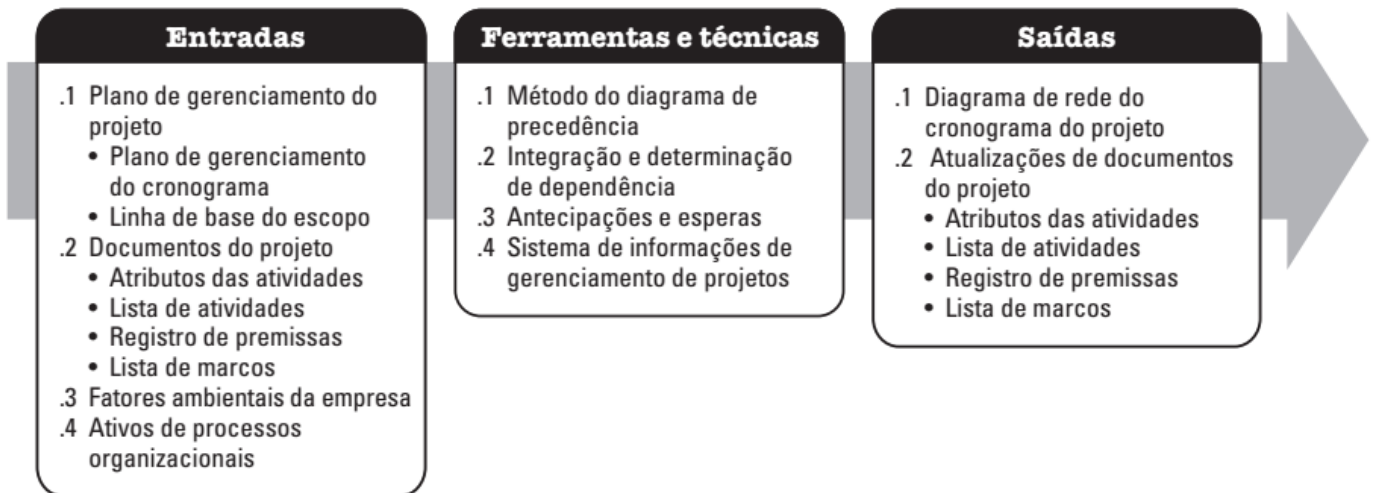 Entradas
.1 Plano de gerenciamento do
projeto
• Plano de gerenciamento
do cronograma
• Linha de base do escopo
.2 Documentos do projeto
• Atributos das atividades
• Lista de atividades
• Registro de premissas
• Lista de marcos
.3 Fatores ambientais da empresa
.4 Ativos de processos
organizacionais
Ferramentas e técnicas
.1 Método do diagrama de
precedência
.2 Integração e determinação
de dependência
.3 Antecipações e esperas
.4 Sistema de informações de
gerenciamento de projetos
Saídas
.1 Diagrama de rede do
cronograma do projeto
.2 Atualizações de documentos
do projeto
• Atributos das atividades
• Lista de atividades
• Registro de premissas
• Lista de marcos